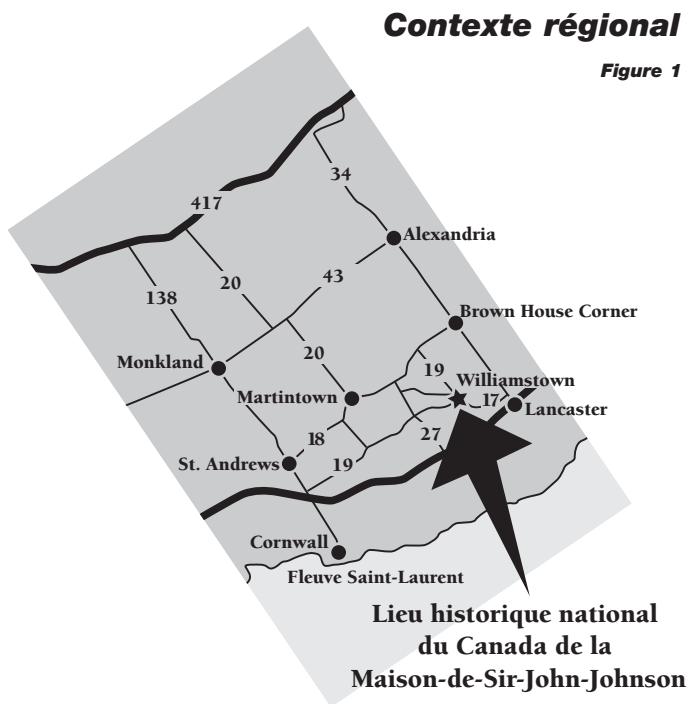 Contexte régional
Figure 1
34
417
Alexandria
43
20
138
Brown House Corner
20
Monkland
19
Williamstown
Martintown
17
Lancaster
18
27
St. Andrews
19
Cornwall
Fleuve Saint-Laurent
Lieu historique national
du Canada de la
Maison-de-Sir-John-Johnson